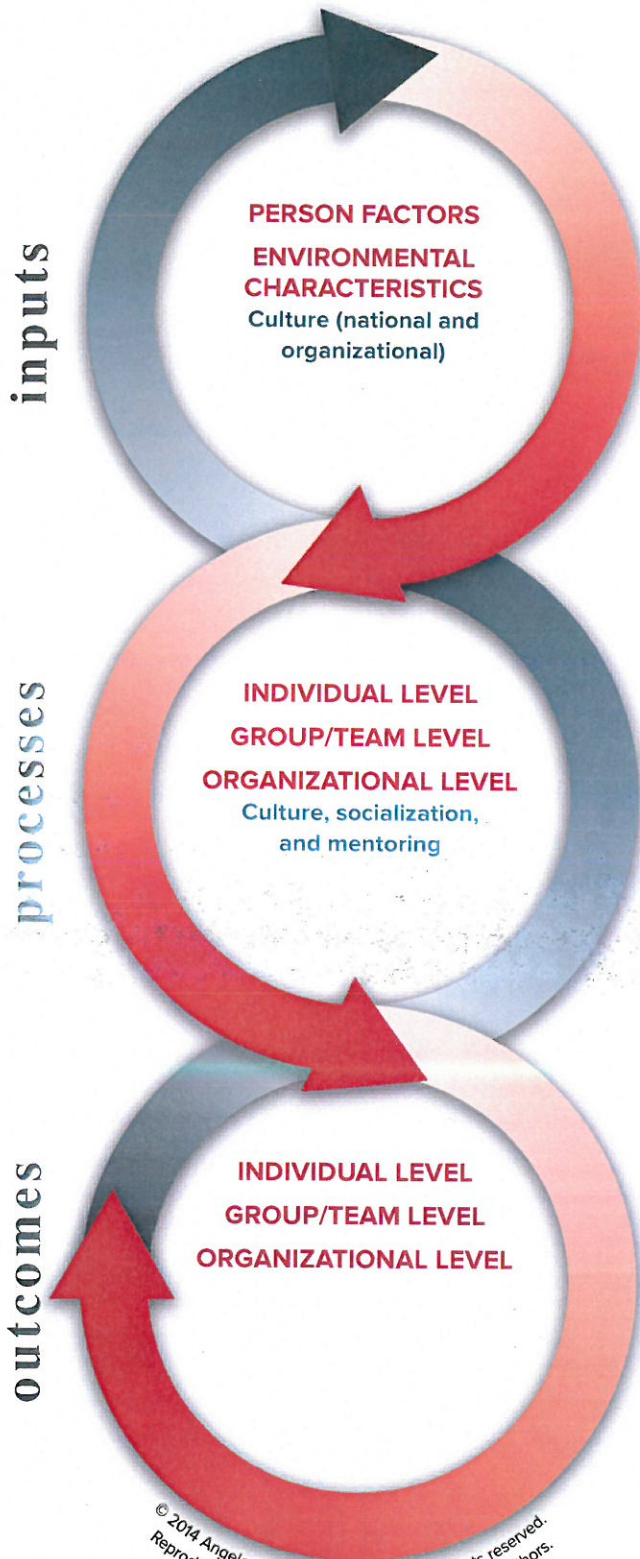 inputs
PERSON FACTORS
ENVIRONMENTAL
CHARACTERISTICS
Culture (national and
organizational)
processes
INDIVIDUAL LEVEL
GROUP/TEAM LEVEL
ORGANIZATIONAL LEVEL
Culture, socialization,
and mentoring
outcomes
INDIVIDUAL LEVEL
GROUP/TEAM LEVEL
ORGANIZATIONAL LEVEL
© 2014 reserved.